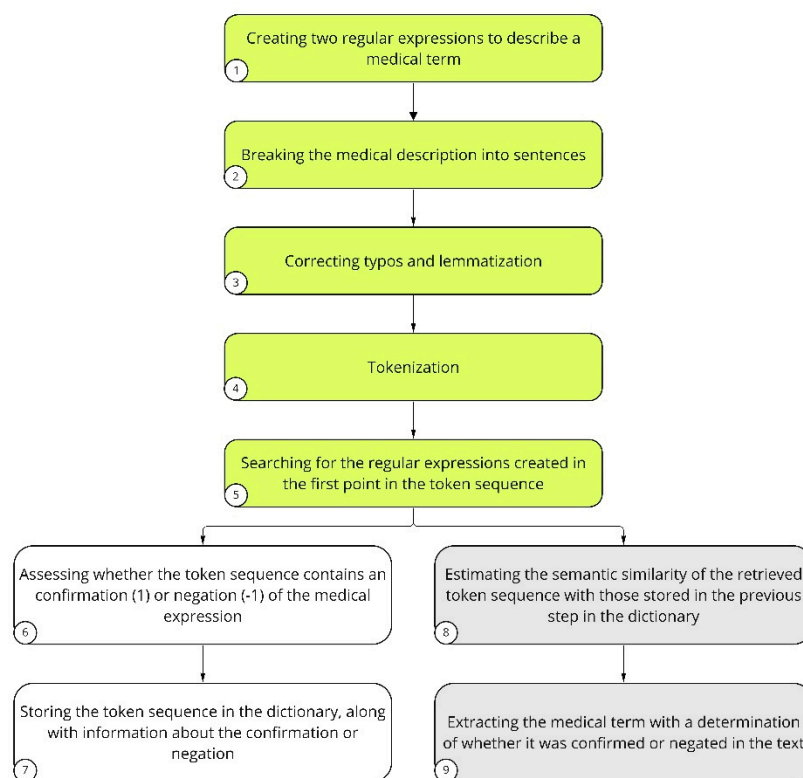 Creating two regular expressions to describe a
medical term
1
Breaking the medical description into sentences
2
Correcting typos and lemmatization
3
Tokenization
4
Searching for the regular expressions created in
the first point in the token sequence
5
Assessing whether the token sequence contains an
confirmation (1) or negation (-1) of the medical
expression
6
Storing the token sequence in the dictionary, along
with information about the confirmation or
negation
7
Estimating the semantic similarity of the retrieved
token sequence with those stored in the previous
step in the dictionary
8
Extracting the medical term with a determination
of whether it was confirmed or negated in the text
9